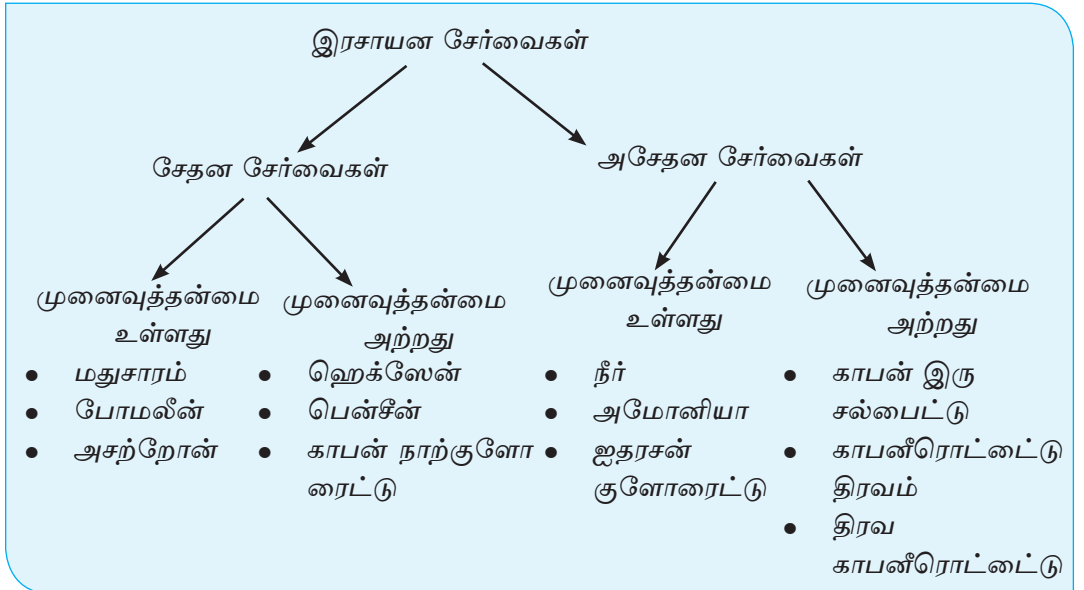 இரசாயன சேர்வைகள்
சேதன சேர்வைகள்
அசேதன சேர்வைகள்
முனைவுத்தன்மை
உள்ளது
● மதுசாரம்
● போமலீன்
● அசற்றோன்
முனைவுத்தன்மை
அற்றது
● ஹெக்ஸேன்
● பென்சீன்
● காபன் நாற்குளோ
ரைட்டு
முனைவுத்தன்மை
உள்ளது
● நீர்
● அமோனியா
● ஐதரசன்
குளோரைட்டு
முனைவுத்தன்மை
அற்றது
● காபன் இரு
சல்பைட்டு
● காபனீரொட்டைட்டு
திரவம்
● திரவ
காபனீரொட்டைட்டு